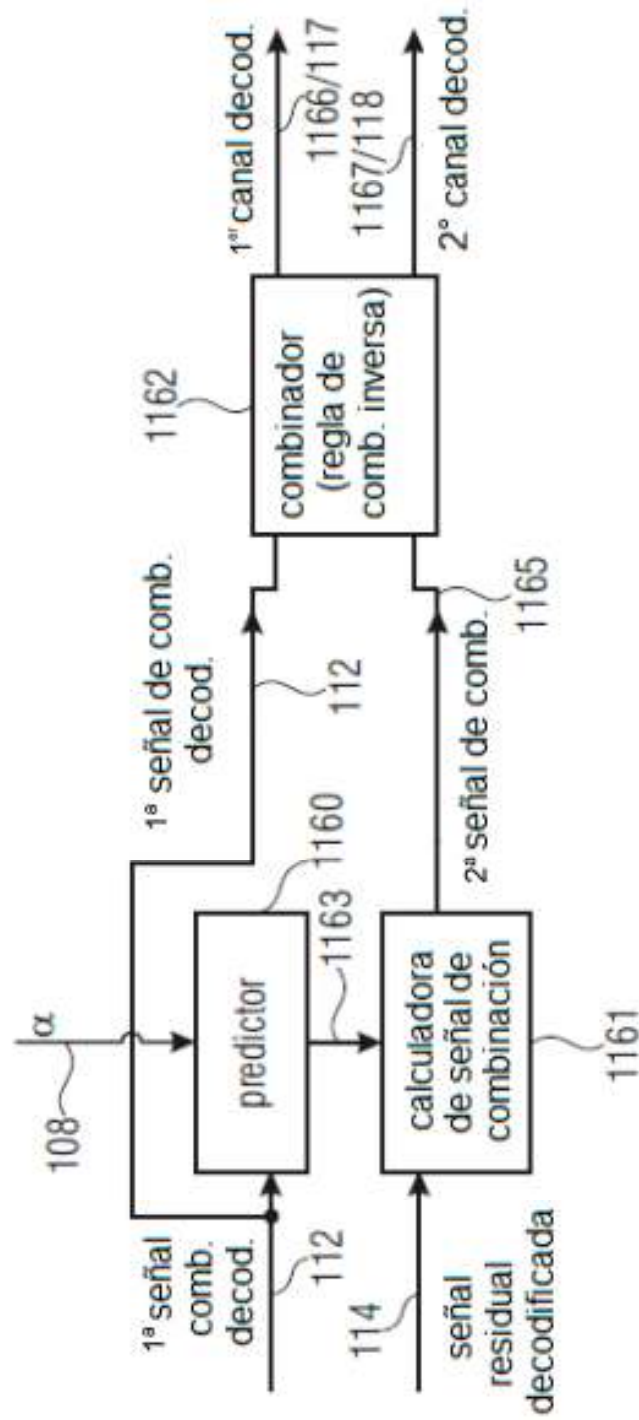 108
α
1ª señal
comb.
decod.
112
114
señal
residual
decodificada
predictor
1160
1163
calculadora
de señal de
combinación
1161
1ª señal de comb.
decod.
112
2ª señal de comb.
1165
1162
combinador
(regla de
comb. inversa)
1ᵉʳ canal decod.
1166/117
1167/118
2° canal decod.